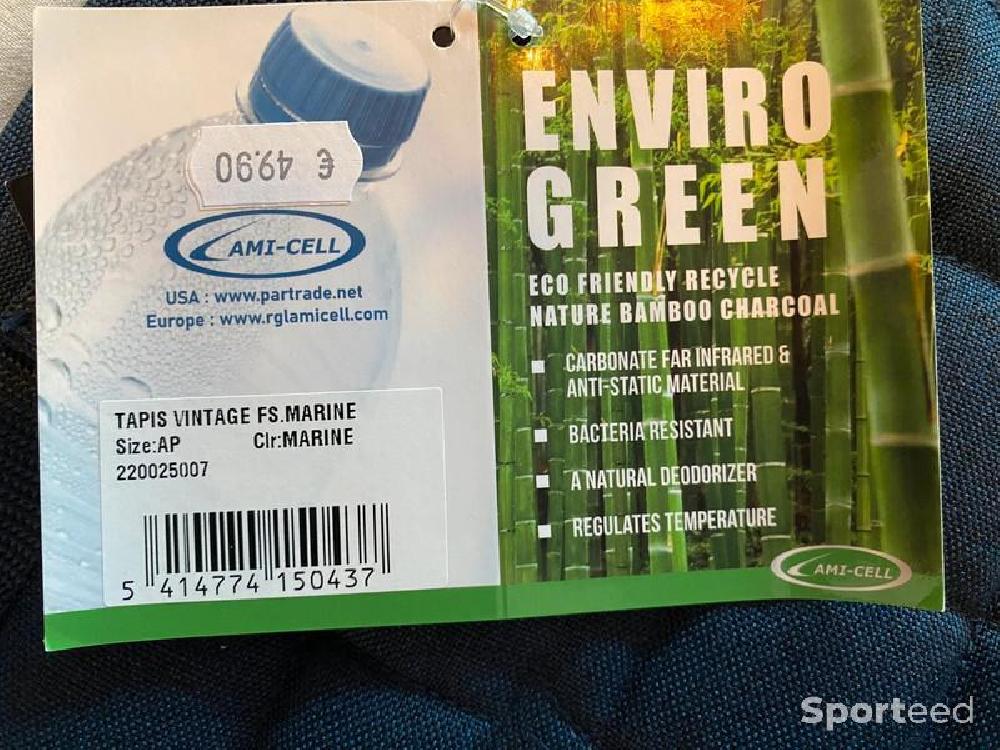 € 49.90
AMI-CELL
USA : www.partrade.net
Europe : www.rglamicell.com
TAPIS VINTAGE FS.MARINE
Size:AP Clr:MARINE
220025007
5 414774 150437
ENVIRO
GREEN
ECO FRIENDLY RECYCLE
NATURE BAMBOO CHARCOAL
CARBONATE FAR INFRARED &
ANTI-STATIC MATERIAL
BACTERIA RESISTANT
A NATURAL DEODORIZER
REGULATES TEMPERATURE
AMI-CELL
Sporteed